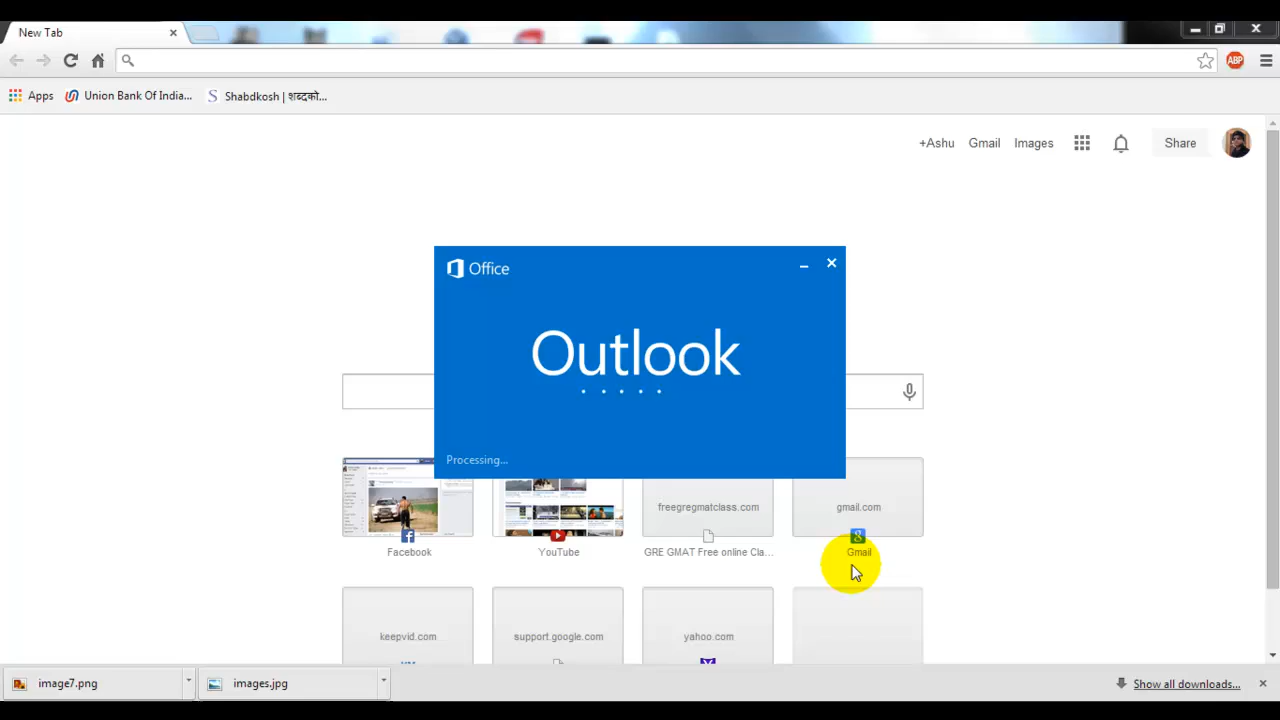 New Tab
ABP
Apps
Union Bank Of India...
Shabdkosh | शब्दको...
+Ashu
Gmail
Images
Share
Office
Outlook
Processing...
freegregmatclass.com
gmail.com
Facebook
YouTube
GRE GMAT Free online Cla...
Gmail
keepvid.com
support.google.com
yahoo.com
image7.png
images.jpg
Show all downloads...